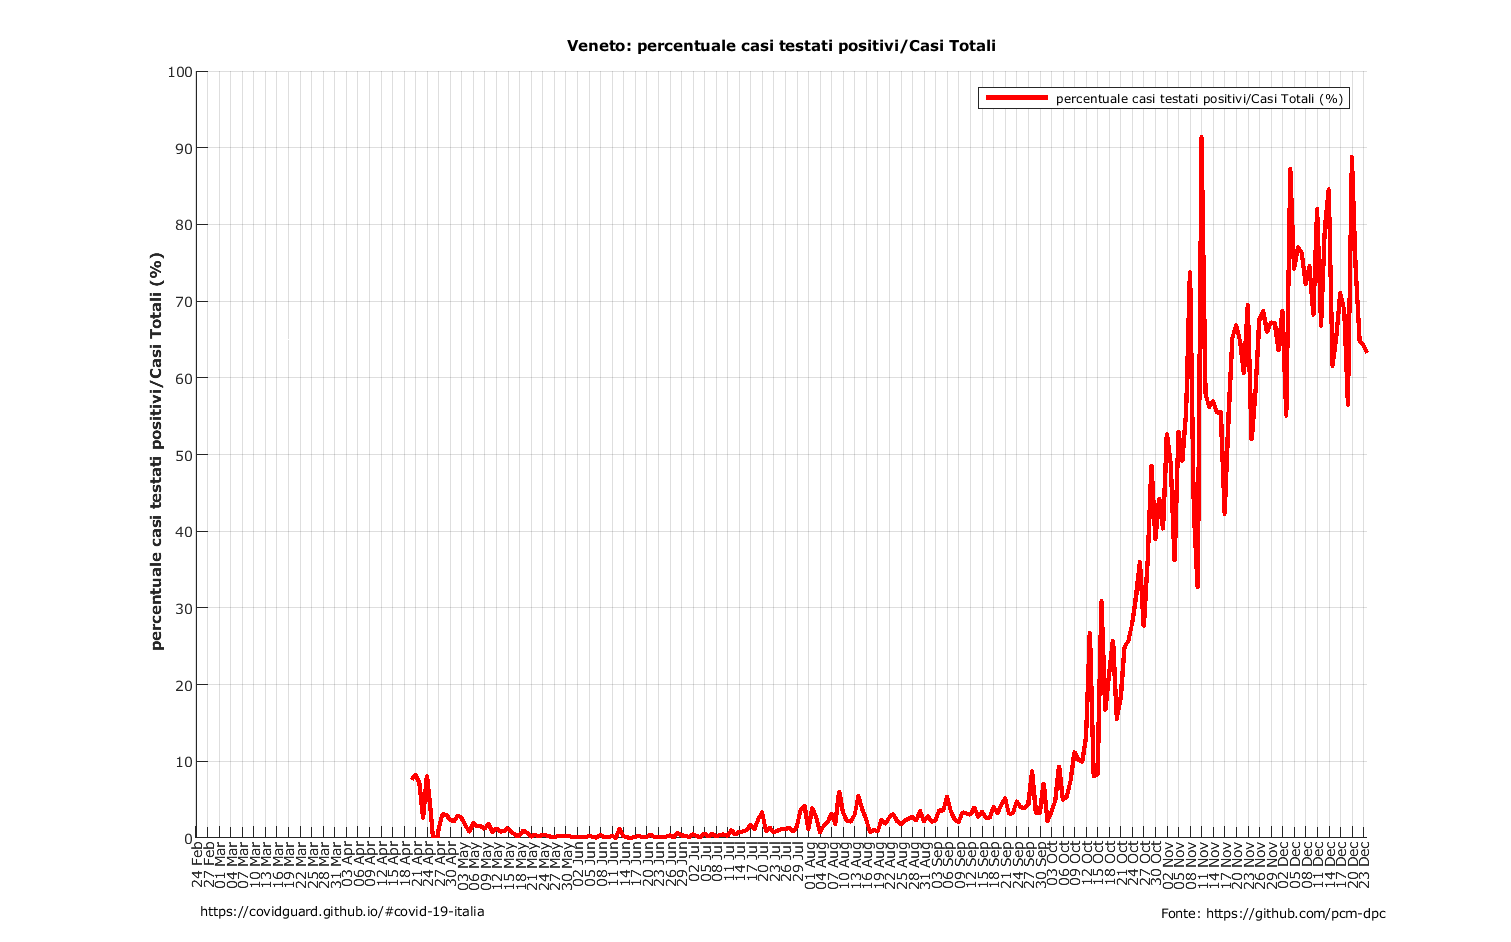 Veneto: percentuale casi testati positivi/Casi Totali
percentuale casi testati positivi/Casi Totali (%)
percentuale casi testati positivi/Casi Totali (%)
100
90
80
70
60
50
40
30
20
10
0
24 Feb
27 Feb
01 Mar
04 Mar
07 Mar
10 Mar
13 Mar
16 Mar
19 Mar
22 Mar
25 Mar
28 Mar
31 Mar
03 Apr
06 Apr
09 Apr
12 Apr
15 Apr
18 Apr
21 Apr
24 Apr
27 Apr
30 Apr
03 May
06 May
09 May
12 May
15 May
18 May
21 May
24 May
27 May
30 May
02 Jun
05 Jun
08 Jun
11 Jun
14 Jun
17 Jun
20 Jun
23 Jun
26 Jun
29 Jun
02 Jul
05 Jul
08 Jul
11 Jul
14 Jul
17 Jul
20 Jul
23 Jul
26 Jul
29 Jul
01 Aug
04 Aug
07 Aug
10 Aug
13 Aug
16 Aug
19 Aug
22 Aug
25 Aug
28 Aug
31 Aug
03 Sep
06 Sep
09 Sep
12 Sep
15 Sep
18 Sep
21 Sep
24 Sep
27 Sep
30 Sep
03 Oct
06 Oct
09 Oct
12 Oct
15 Oct
18 Oct
21 Oct
24 Oct
27 Oct
30 Oct
02 Nov
05 Nov
08 Nov
11 Nov
14 Nov
17 Nov
20 Nov
23 Nov
26 Nov
29 Nov
02 Dec
05 Dec
08 Dec
11 Dec
14 Dec
17 Dec
20 Dec
23 Dec
https://covidguard.github.io/#covid-19-italia
Fonte: https://github.com/pcm-dpc